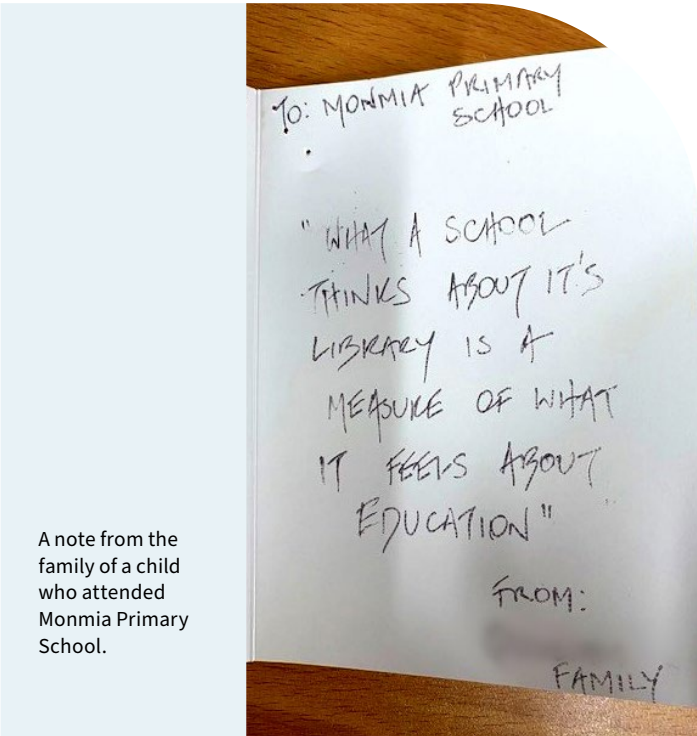 TO: MONMIA PRIMARY
SCHOOL
"WHAT A SCHOOL
THINKS ABOUT IT'S
LIBRARY IS A
MEASURE OF WHAT
IT FEELS ABOUT
EDUCATION"
FROM:
FAMILY
A note from the
family of a child
who attended
Monmia Primary
School.